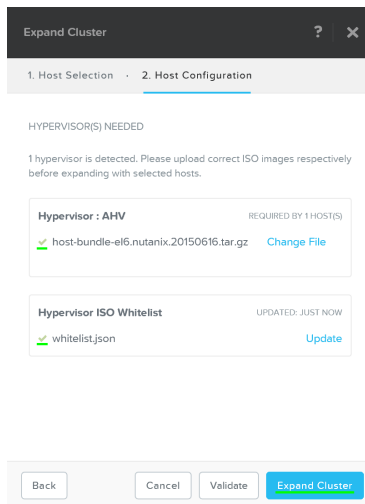 Expand Cluster ? ×
1. Host Selection · 2. Host Configuration
HYPERVISOR(S) NEEDED
1 hypervisor is detected. Please upload correct ISO images respectively
before expanding with selected hosts.
Hypervisor : AHV REQUIRED BY 1 HOST(S)
host-bundle-el6.nutanix.20150616.tar.gz Change File
Hypervisor ISO Whitelist UPDATED: JUST NOW
whitelist.json Update
Back Cancel Validate Expand Cluster